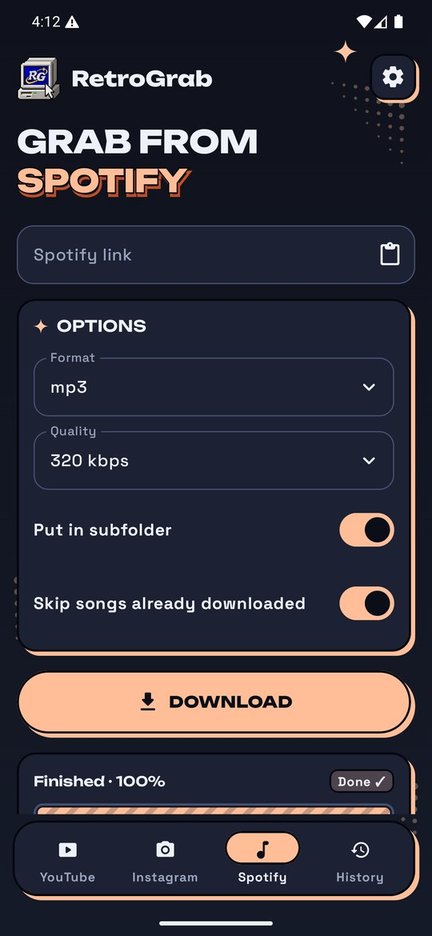 4:12
RG
RetroGrab
GRAB FROM
SPOTIFY
Spotify link
OPTIONS
Format
mp3
Quality
320 kbps
Put in subfolder
Skip songs already downloaded
DOWNLOAD
Finished · 100%
Done ✓
YouTube
Instagram
Spotify
History